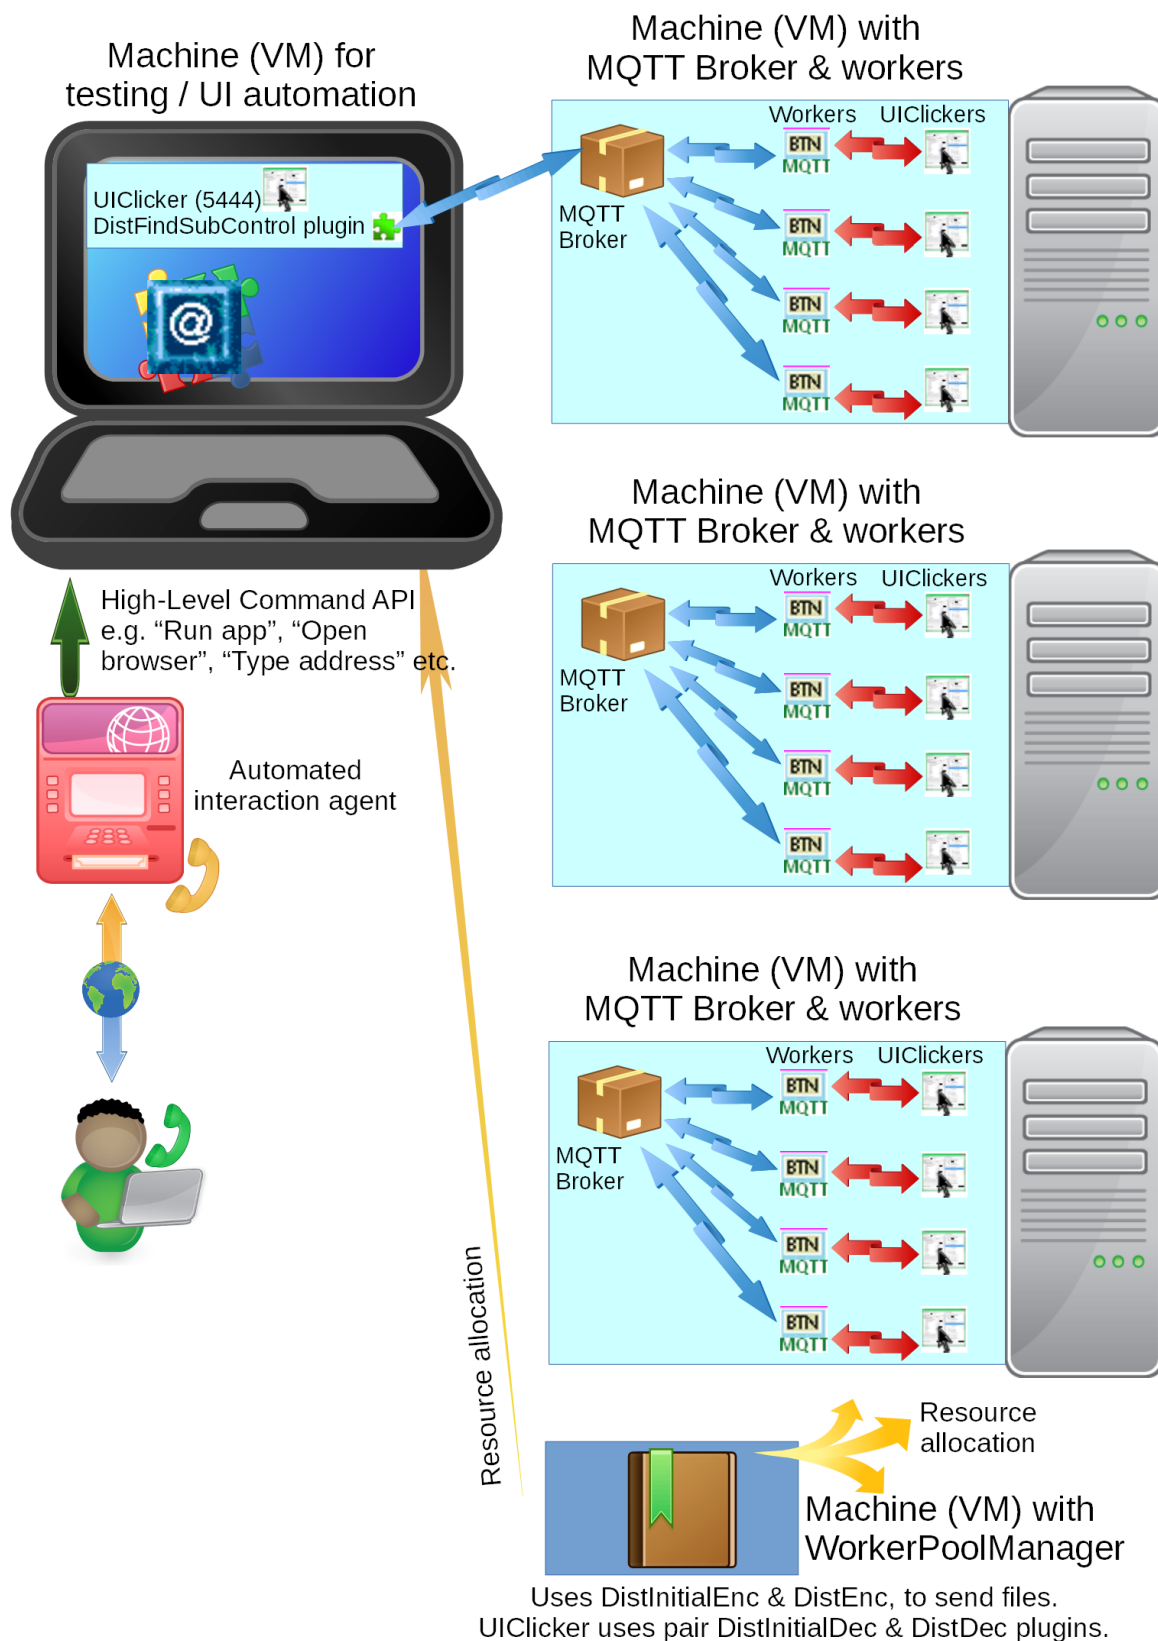 Machine (VM) for
testing / UI automation
UIClicker (5444)
DistFindSubControl plugin
@
High-Level Command API
e.g. “Run app”, “Open
browser”, “Type address” etc.
Automated
interaction agent
Machine (VM) with
MQTT Broker & workers
Workers UIClickers
MQTT
Broker
BTN
MQTT
BTN
MQTT
BTN
MQTT
BTN
MQTT
Machine (VM) with
MQTT Broker & workers
Workers UIClickers
MQTT
Broker
BTN
MQTT
BTN
MQTT
BTN
MQTT
BTN
MQTT
Machine (VM) with
MQTT Broker & workers
Workers UIClickers
MQTT
Broker
BTN
MQTT
BTN
MQTT
BTN
MQTT
BTN
MQTT
Resource allocation
Resource
allocation
Machine (VM) with
WorkerPoolManager
Uses DistInitialEnc & DistEnc, to send files.
UIClicker uses pair DistInitialDec & DistDec plugins.